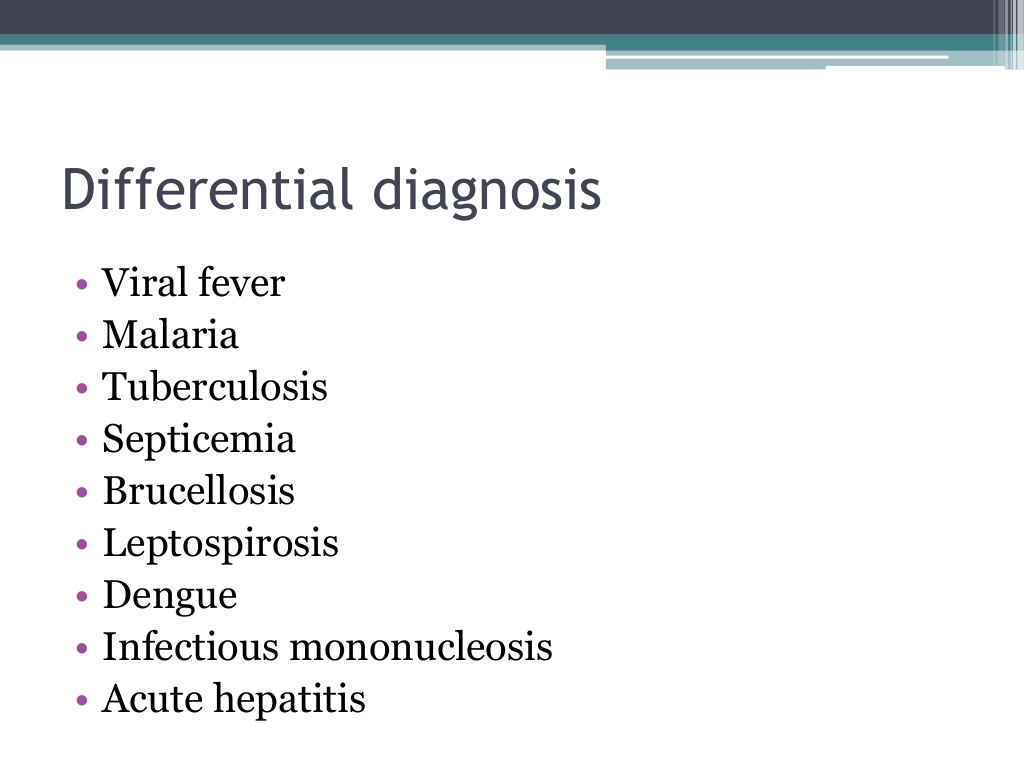 Differential diagnosis
• Viral fever
• Malaria
• Tuberculosis
• Septicemia
• Brucellosis
• Leptospirosis
• Dengue
• Infectious mononucleosis
• Acute hepatitis